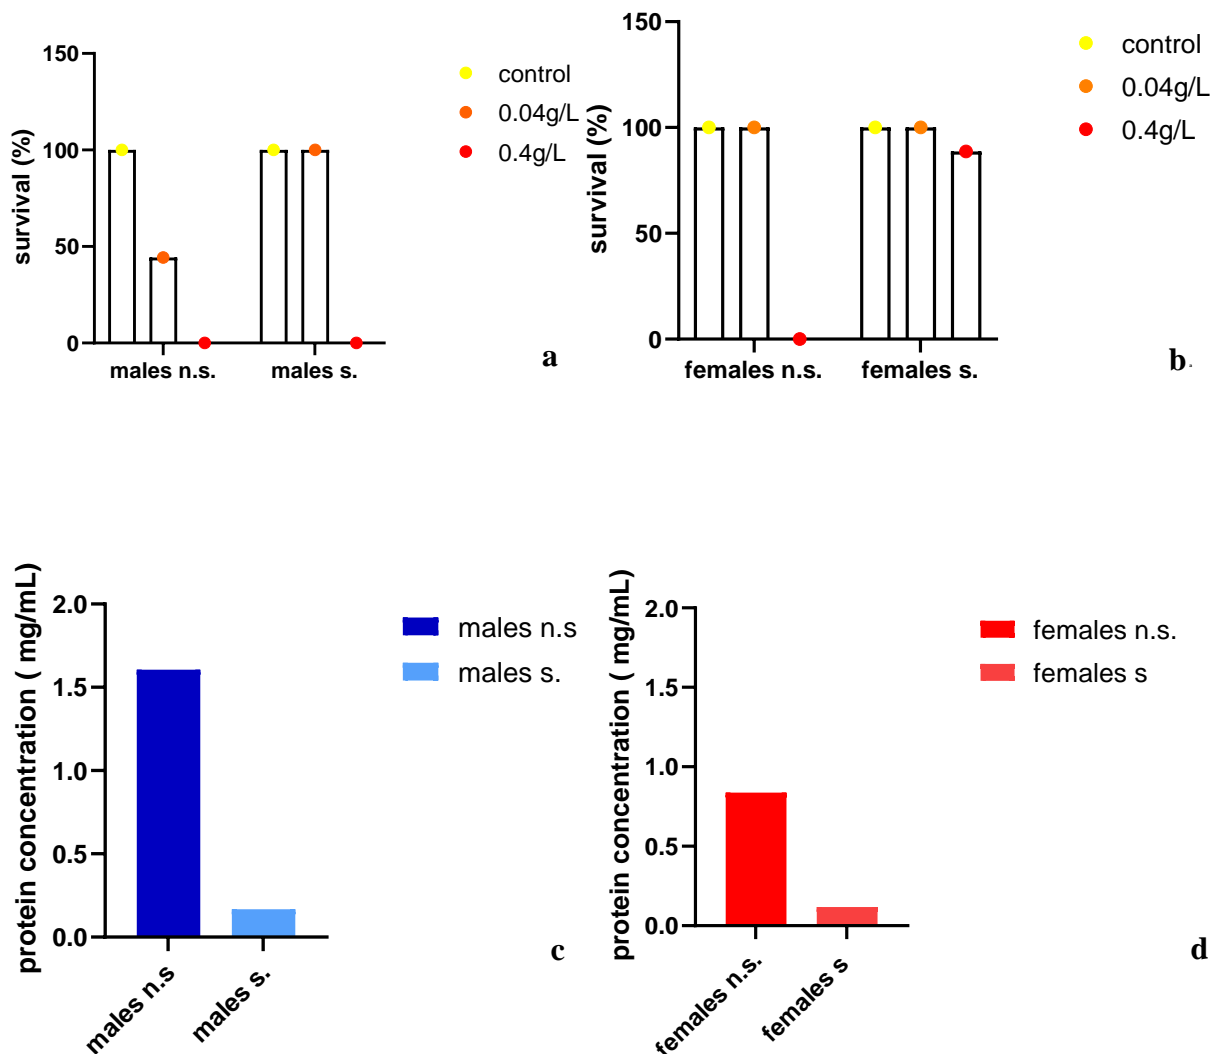 survival (%)
150
100
50
0
males n.s.
males s.
control
0.04g/L
0.4g/L
a
survival (%)
150
100
50
0
females n.s.
females s.
control
0.04g/L
0.4g/L
b.
protein concentration ( mg/mL)
2.0
1.5
1.0
0.5
0.0
males n.s
males s.
males n.s
males s.
c
protein concentration ( mg/mL)
2.0
1.5
1.0
0.5
0.0
females n.s.
females s
females n.s.
females s
d